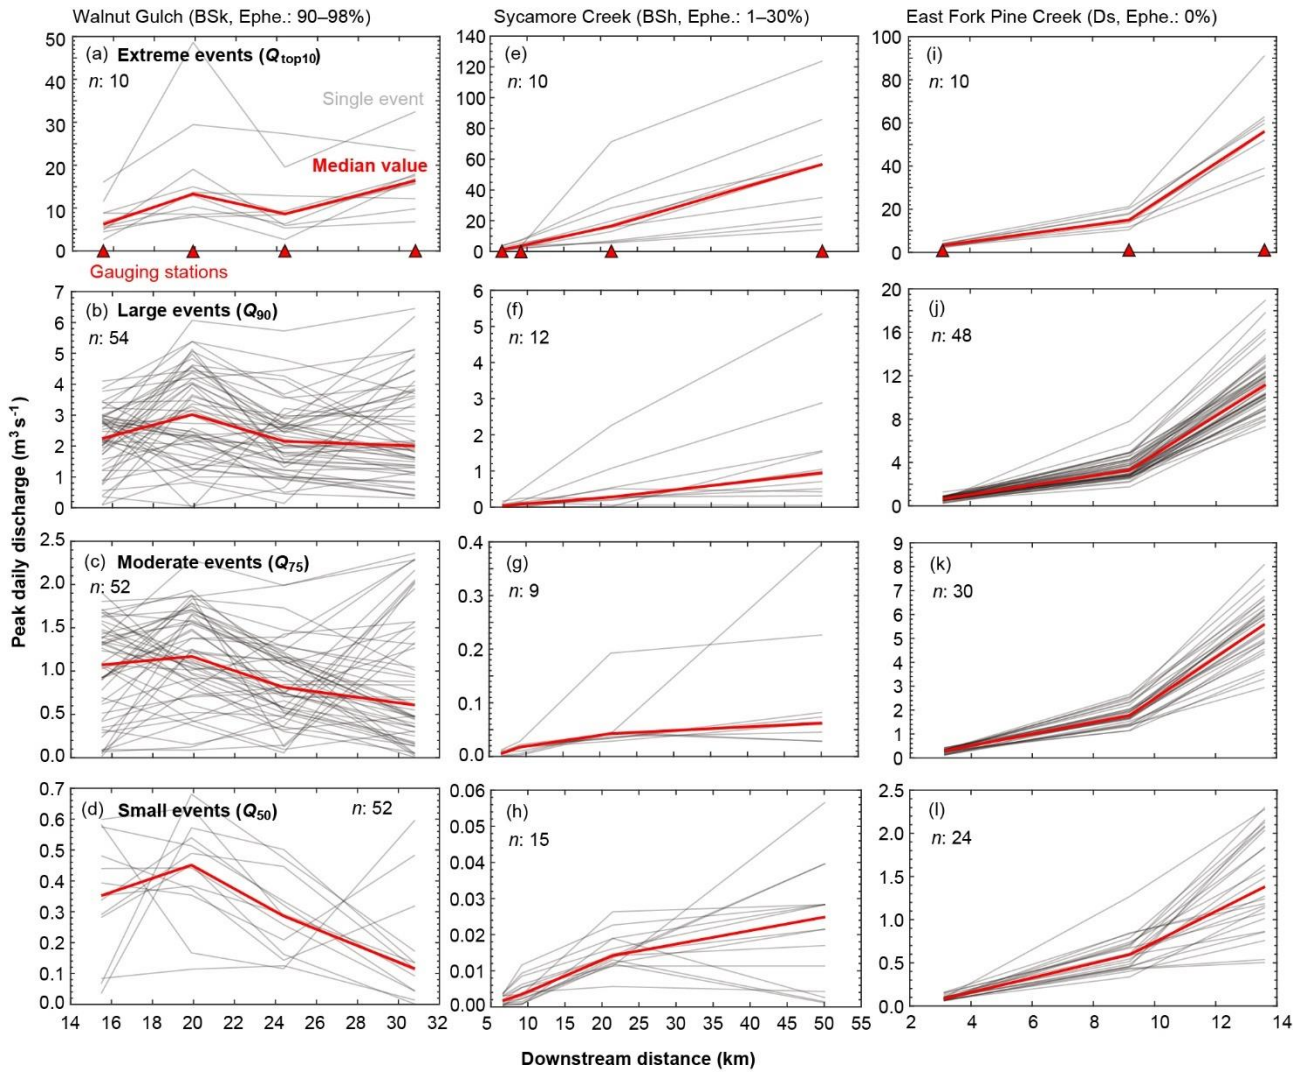 Walnut Gulch (BSk, Ephe.: 90–98%)
Sycamore Creek (BSh, Ephe.: 1–30%)
East Fork Pine Creek (Ds, Ephe.: 0%)
Peak daily discharge (m³ s⁻¹)
(a) Extreme events (Qtop10)
n: 10
Single event
Median value
Gauging stations
50
40
30
20
10
0
(e)
n: 10
140
120
100
80
60
40
20
0
(i)
n: 10
100
80
60
40
20
0
(b) Large events (Q90)
n: 54
7
6
5
4
3
2
1
0
14 16 18 20 22 24 26 28 30 32
(f)
n: 12
6
5
4
3
2
1
0
(j)
n: 48
20
16
12
8
4
0
(c) Moderate events (Q75)
n: 52
2.5
2.0
1.5
1.0
0.5
0.0
(g)
n: 9
0.4
0.3
0.2
0.1
0.0
(k)
n: 30
9
8
7
6
5
4
3
2
1
0
(d) Small events (Q50)
n: 52
0.7
0.6
0.5
0.4
0.3
0.2
0.1
0.0
14 16 18 20 22 24 26 28 30 32
(h)
n: 15
0.06
0.05
0.04
0.03
0.02
0.01
0.00
5 10 15 20 25 30 35 40 45 50 55
(l)
n: 24
2.5
2.0
1.5
1.0
0.5
0.0
2 4 6 8 10 12 14
Downstream distance (km)